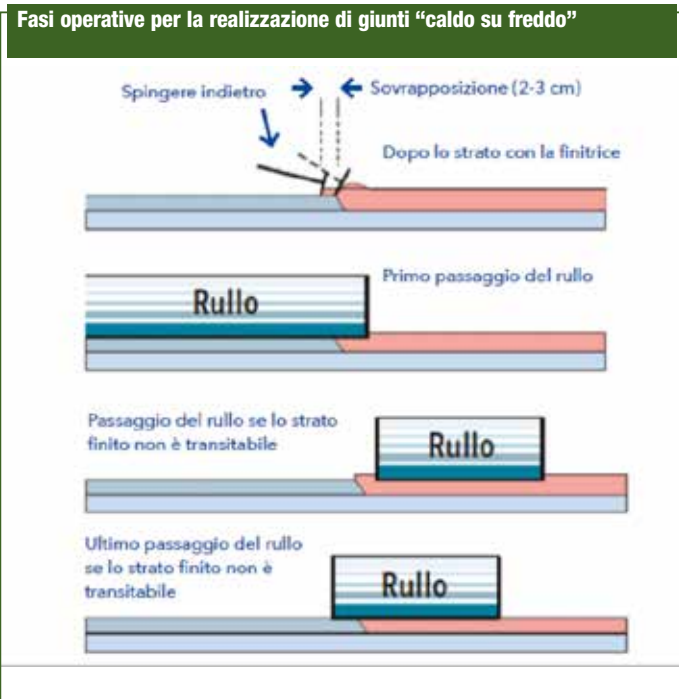 Fasi operative per la realizzazione di giunti “caldo su freddo”
Spingere indietro
Sovrapposizione (2-3 cm)
Dopo lo strato con la finitrice
Primo passaggio del rullo
Rullo
Passaggio del rullo se lo strato
finito non è transitabile
Rullo
Ultimo passaggio del rullo
se lo strato finito non è
transitabile
Rullo